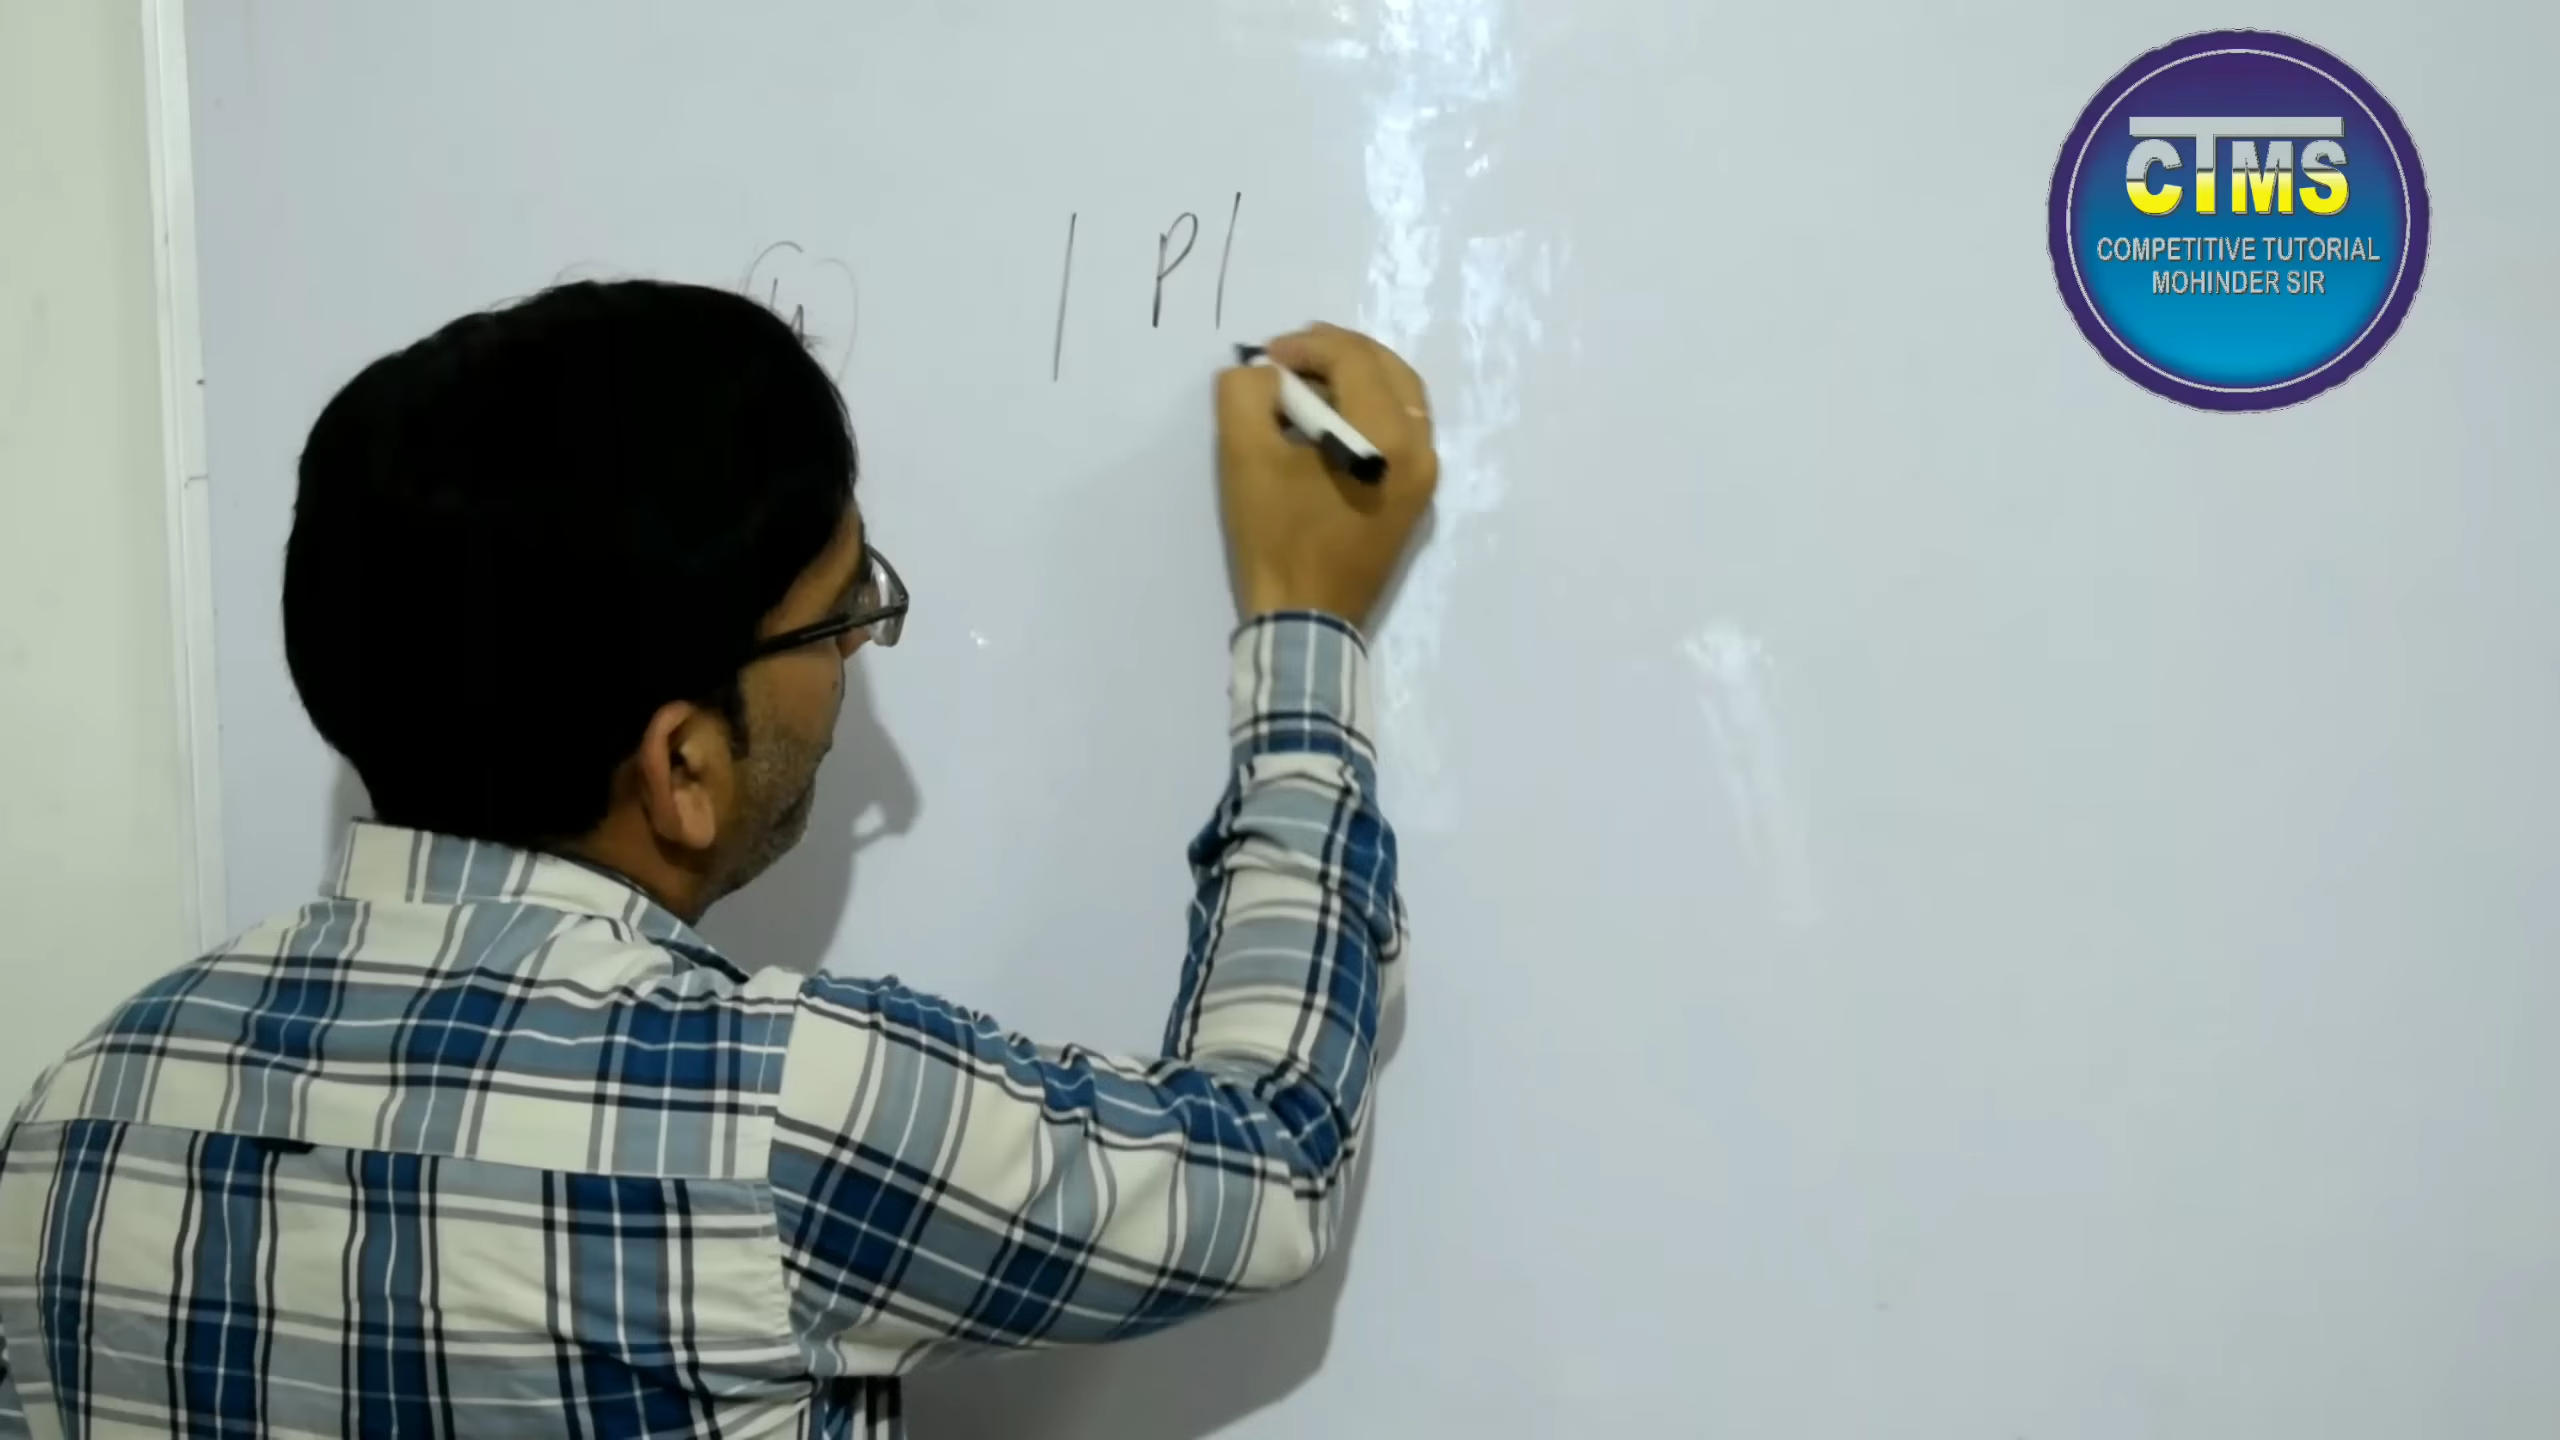 | P |
CTMS
COMPETITIVE TUTORIAL
MOHINDER SIR